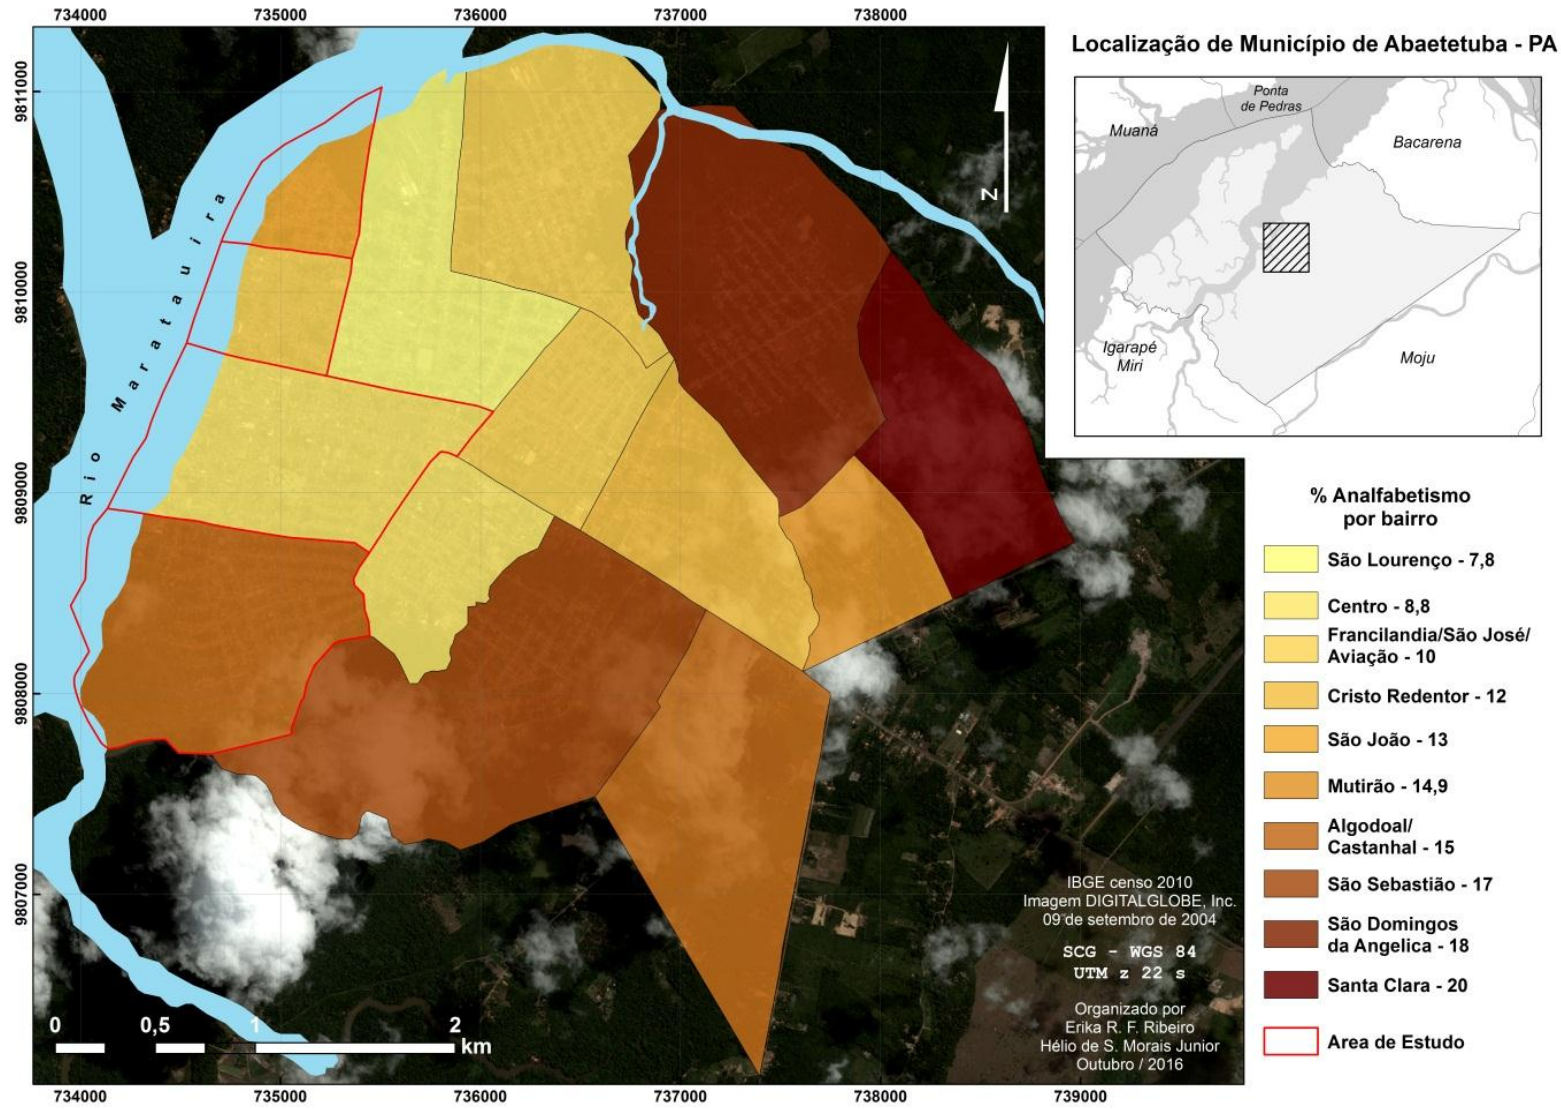 734000 735000 736000 737000 738000
Localização de Município de Abaetetuba - PA
Ponta
de Pedras
Muaná
Bacarena
Igarapé
Miri
Moju
N
9811000
9810000
9809000
9808000
9807000
Rio Maratauira
% Analfabetismo
por bairro
São Lourenço - 7,8
Centro - 8,8
Francilandia/São José/
Aviação - 10
Cristo Redentor - 12
São João - 13
Mutirão - 14,9
Algodoal/
Castanhal - 15
São Sebastião - 17
São Domingos
da Angelica - 18
Santa Clara - 20
Area de Estudo
IBGE censo 2010
Imagem DIGITALGLOBE, Inc.
09 de setembro de 2004
SCG - WGS 84
UTM z 22 s
Organizado por
Erika R. F. Ribeiro
Hélio de S. Morais Junior
Outubro / 2016
0 0,5 1 2
km
734000 735000 736000 737000 738000 739000